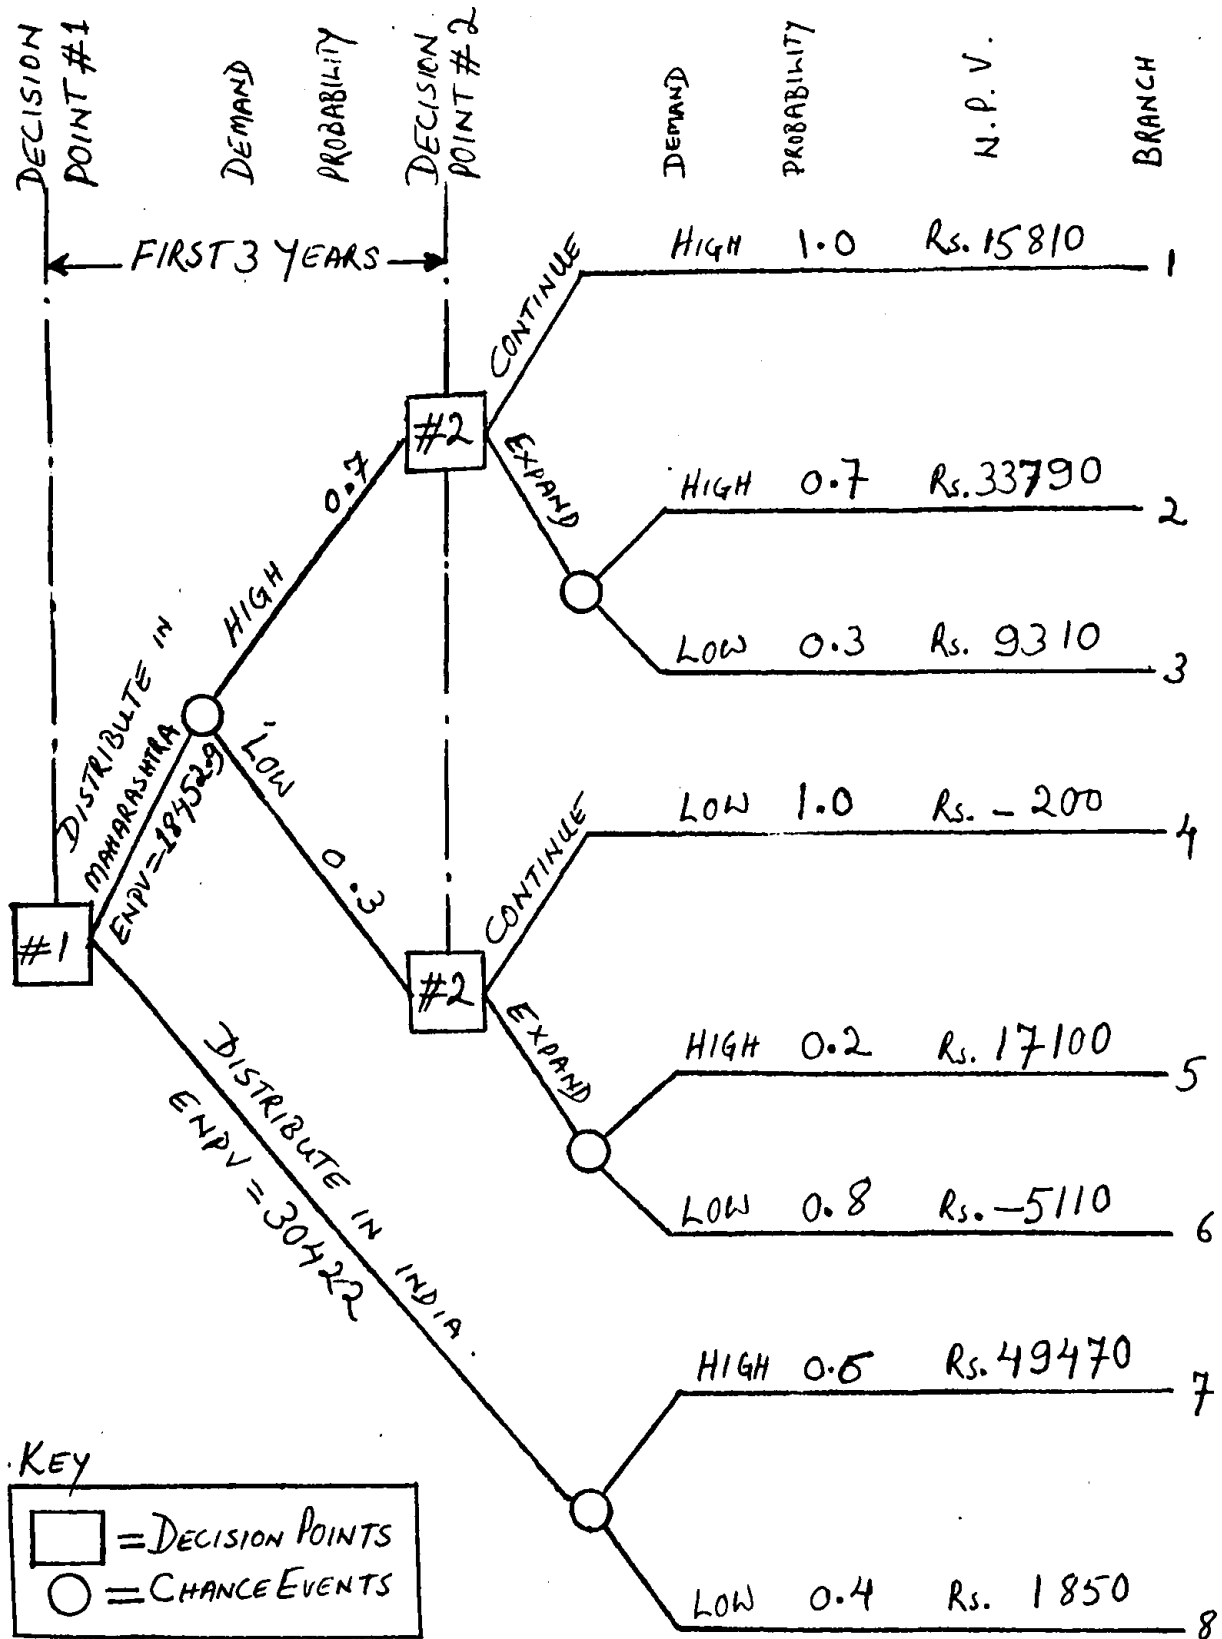 DECISION POINT #1
DEMAND
PROBABILITY
DECISION POINT #2
DEMAND
PROBABILITY
N.P.V.
BRANCH
FIRST 3 YEARS
CONTINUE
HIGH 1.0 Rs. 15810 1
#2
EXPAND
HIGH 0.7 Rs. 33790 2
LOW 0.3 Rs. 9310 3
HIGH
0.7
DISTRIBUTE IN
MAHARASHTRA
ENPV=18452.9
LOW
0.3
#1
CONTINUE
LOW 1.0 Rs. -200 4
#2
EXPAND
HIGH 0.2 Rs. 17100 5
LOW 0.8 Rs. -5110 6
DISTRIBUTE IN INDIA
ENPV = 30422
HIGH 0.6 Rs. 49470 7
LOW 0.4 Rs. 1850 8
KEY
= DECISION POINTS
= CHANCE EVENTS